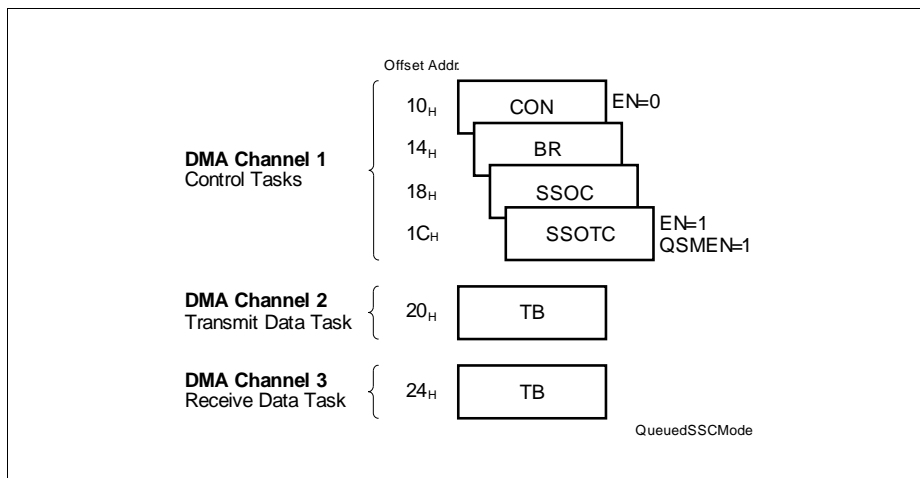 Offset Addr.
10H CON EN=0
14H BR
DMA Channel 1
Control Tasks
18H SSOC
1CH SSOTC EN=1
QSMEN=1
DMA Channel 2
Transmit Data Task
20H TB
DMA Channel 3
Receive Data Task
24H TB
QueuedSSCMode